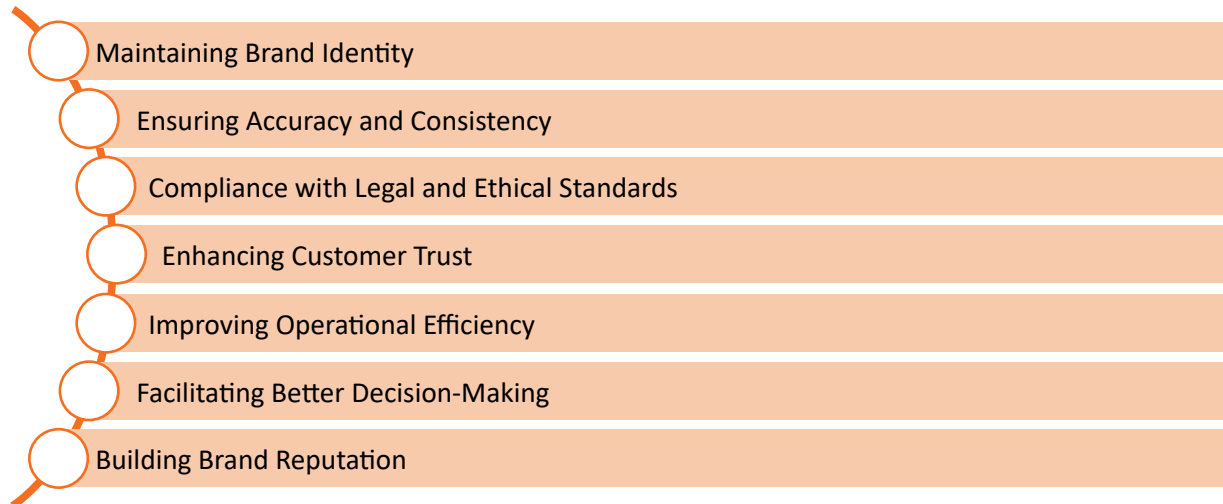 Maintaining Brand Identity
Ensuring Accuracy and Consistency
Compliance with Legal and Ethical Standards
Enhancing Customer Trust
Improving Operational Efficiency
Facilitating Better Decision-Making
Building Brand Reputation